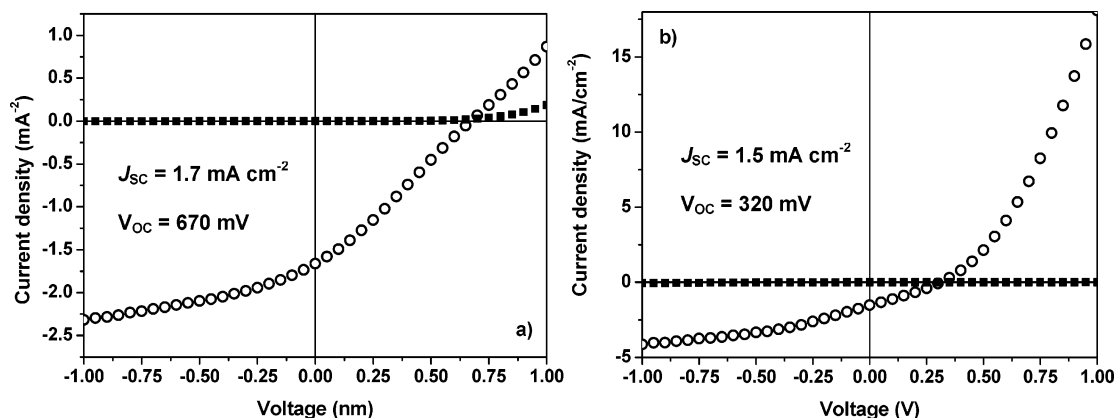 1.0
0.5
0.0
-0.5
-1.0
-1.5
-2.0
-2.5
Current density (mA⁻²)
J_SC = 1.7 mA cm⁻²
V_OC = 670 mV
a)
-1.00 -0.75 -0.50 -0.25 0.00 0.25 0.50 0.75 1.00
Voltage (nm)
b)
15
10
5
0
-5
Current density (mA/cm⁻²)
J_SC = 1.5 mA cm⁻²
V_OC = 320 mV
-1.00 -0.75 -0.50 -0.25 0.00 0.25 0.50 0.75 1.00
Voltage (V)